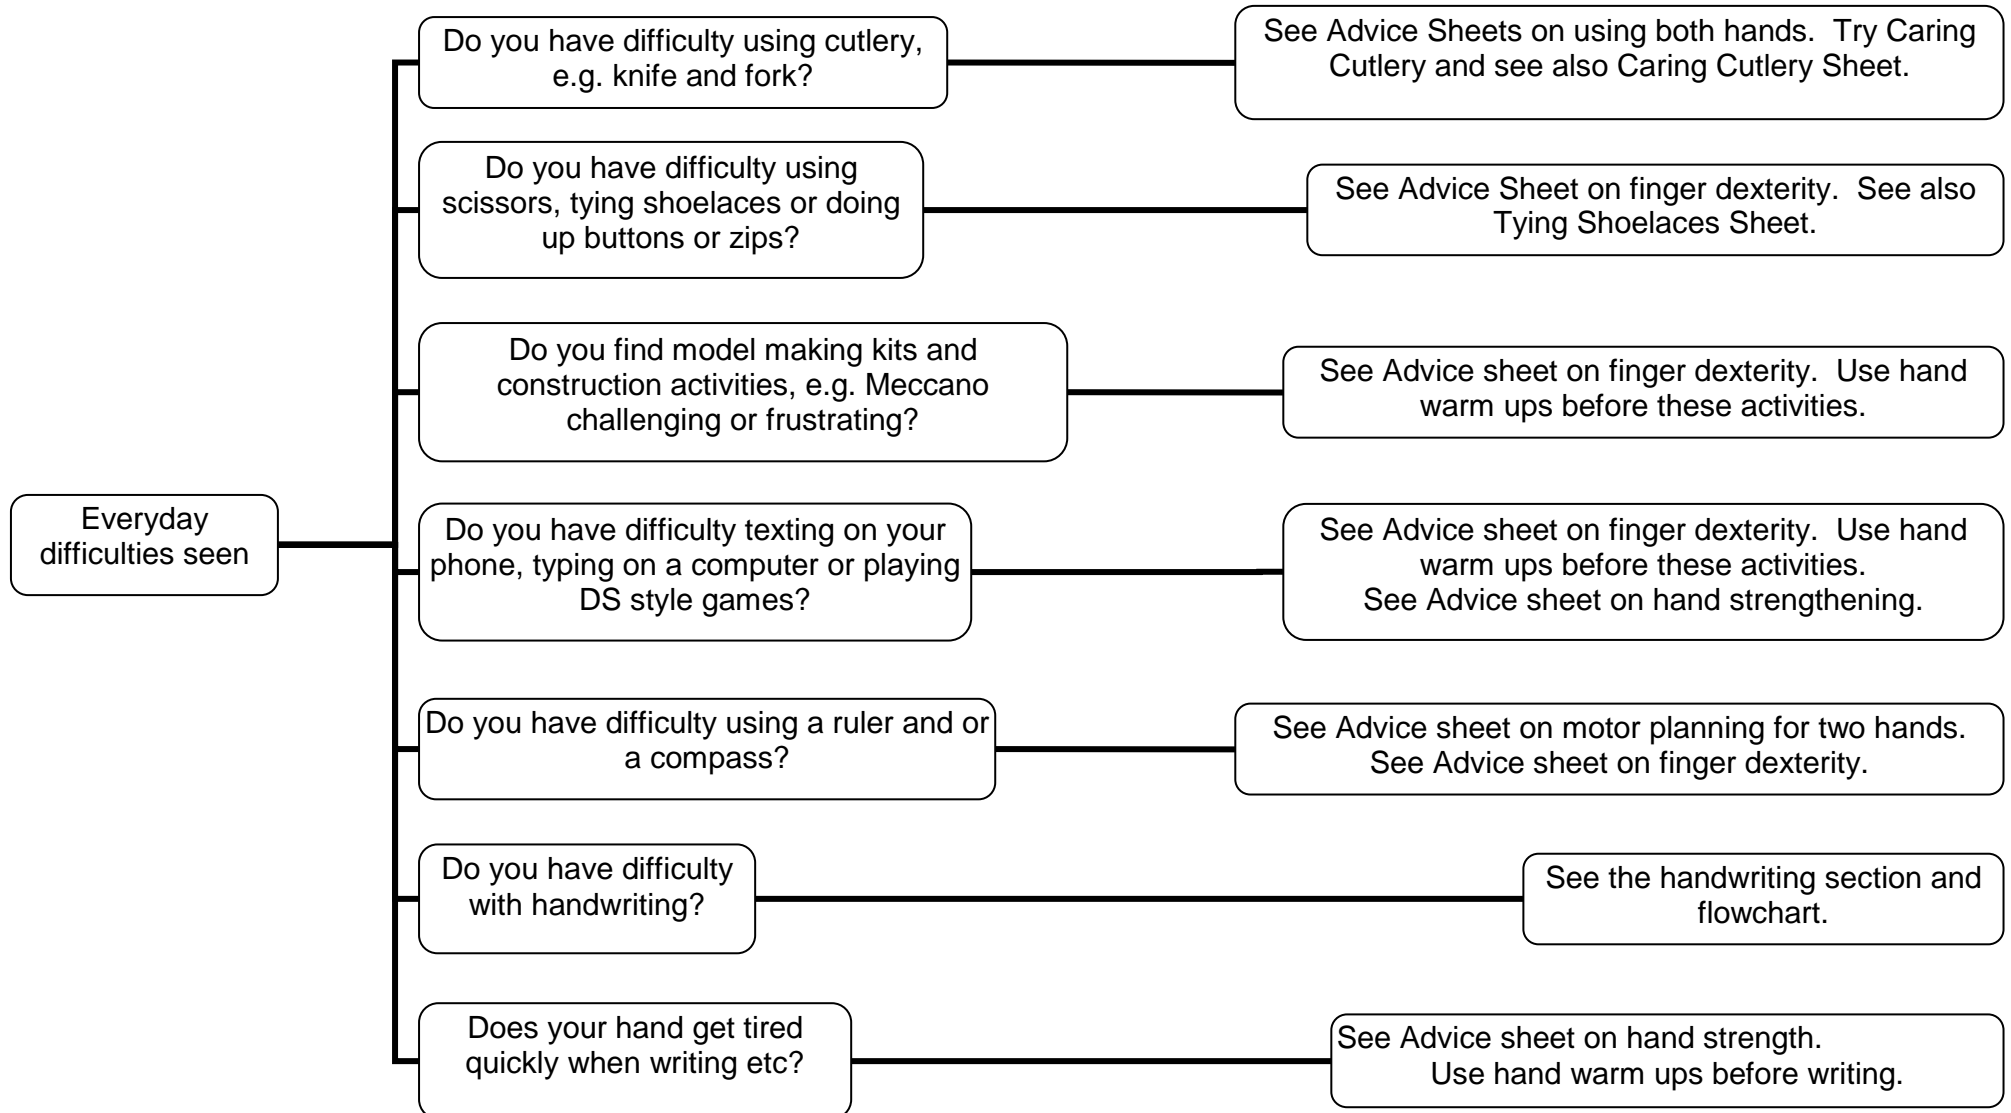 Everyday
difficulties seen
Do you have difficulty using cutlery,
e.g. knife and fork?
See Advice Sheets on using both hands.  Try Caring
Cutlery and see also Caring Cutlery Sheet.
Do you have difficulty using
scissors, tying shoelaces or doing
up buttons or zips?
See Advice Sheet on finger dexterity.  See also
Tying Shoelaces Sheet.
Do you find model making kits and
construction activities, e.g. Meccano
challenging or frustrating?
See Advice sheet on finger dexterity.  Use hand
warm ups before these activities.
Do you have difficulty texting on your
phone, typing on a computer or playing
DS style games?
See Advice sheet on finger dexterity.  Use hand
warm ups before these activities.
See Advice sheet on hand strengthening.
Do you have difficulty using a ruler and or
a compass?
See Advice sheet on motor planning for two hands.
See Advice sheet on finger dexterity.
Do you have difficulty
with handwriting?
See the handwriting section and
flowchart.
Does your hand get tired
quickly when writing etc?
See Advice sheet on hand strength.
Use hand warm ups before writing.